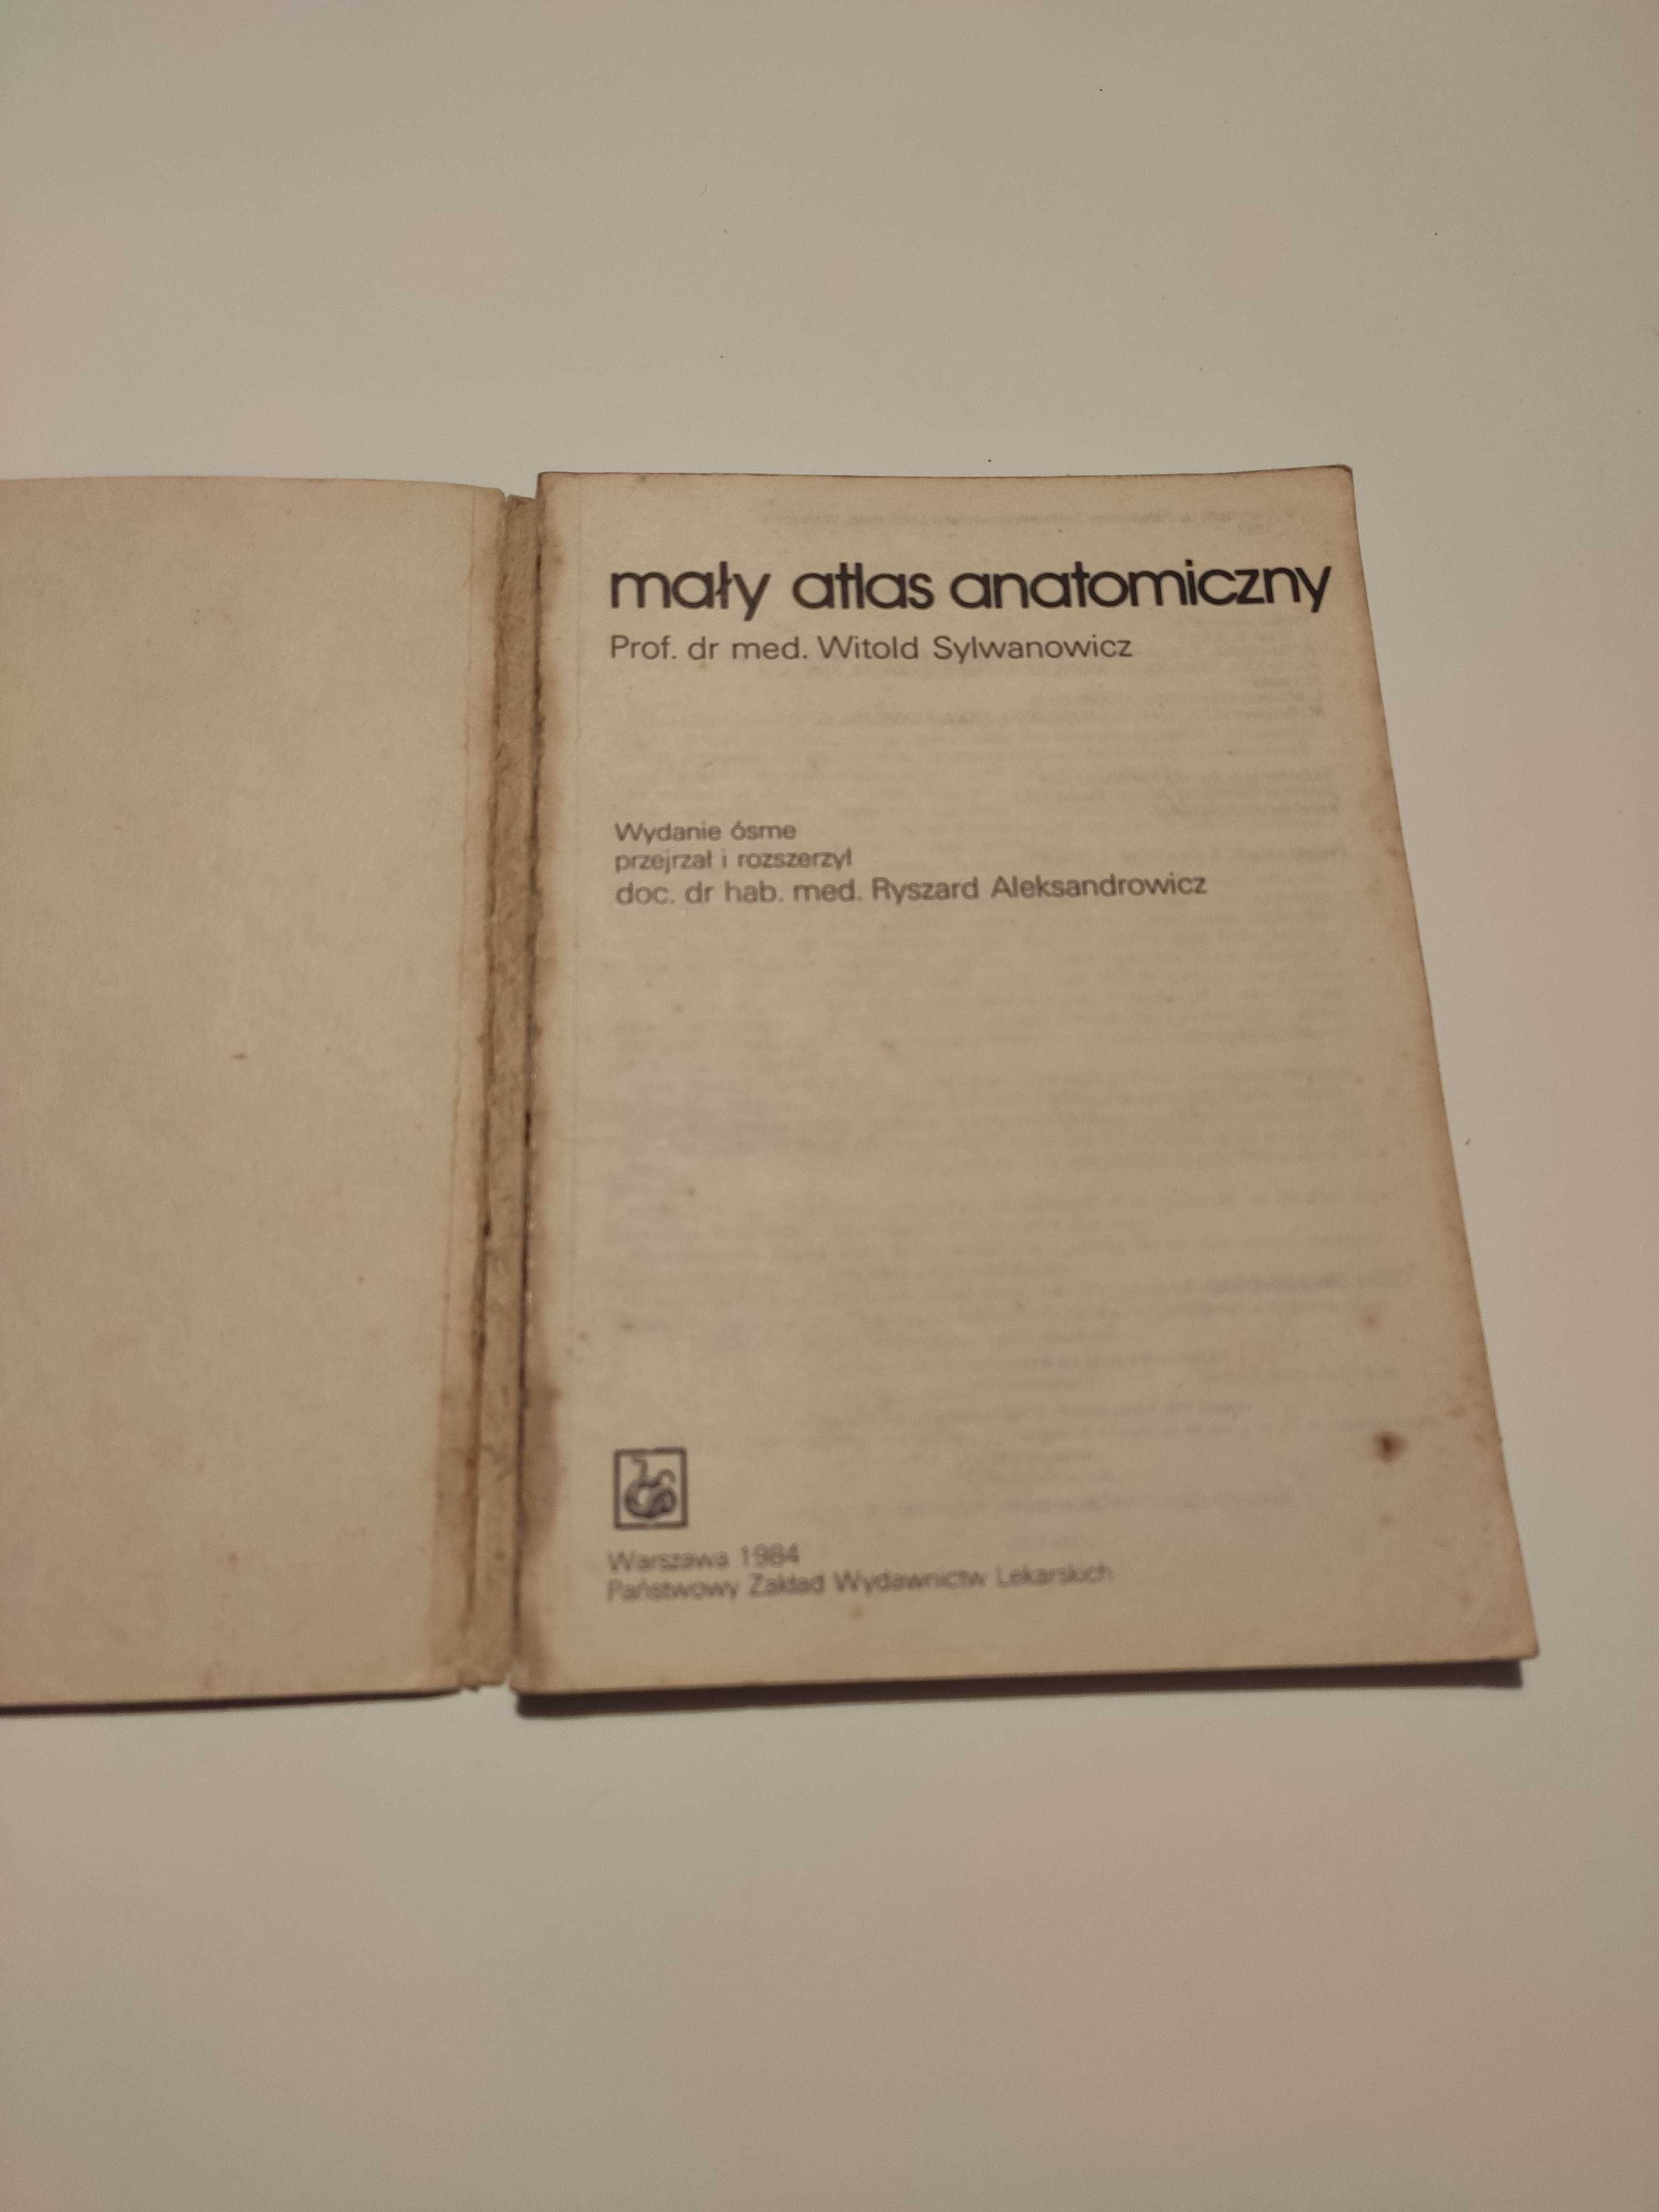 mały atlas anatomiczny
Prof. dr med. Witold Sylwanowicz
Wydanie ósme
przejrzał i rozszerzył
doc. dr hab. med. Ryszard Aleksandrowicz
Warszawa 1984
Państwowy Zakład Wydawnictw Lekarskich